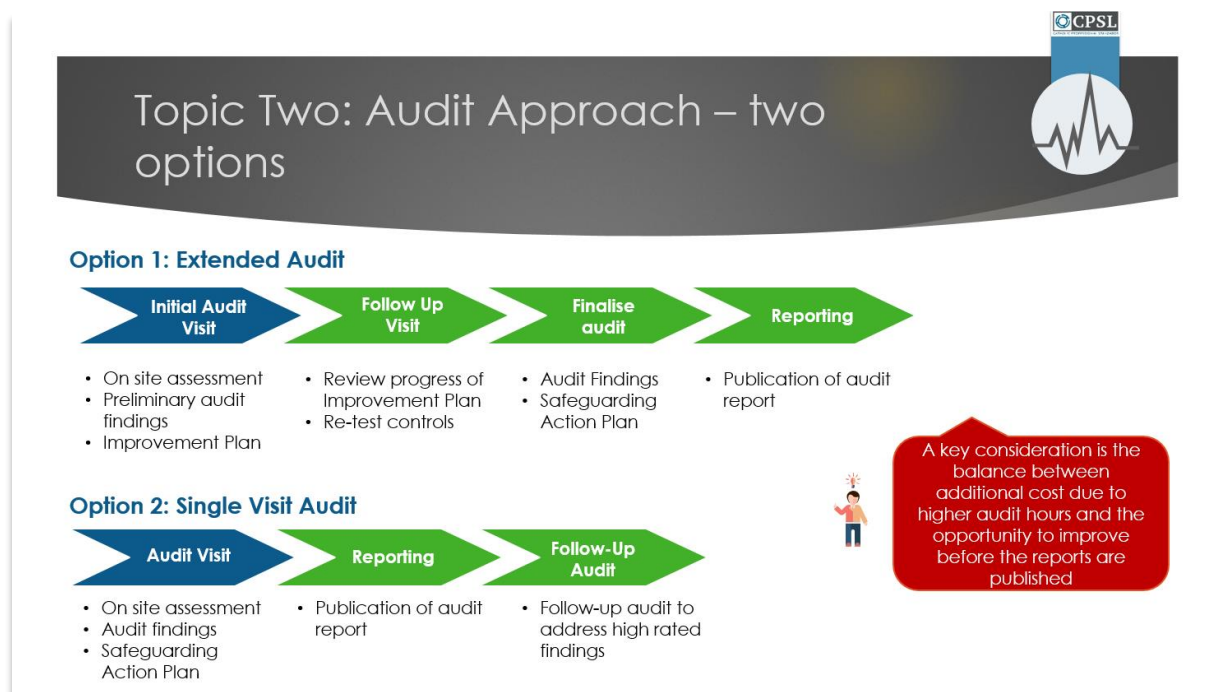 CPSL
Topic Two: Audit Approach – two
options
Option 1: Extended Audit
Initial Audit
Visit
Follow Up
Visit
Finalise
audit
Reporting
• On site assessment
• Preliminary audit
findings
• Improvement Plan
• Review progress of
Improvement Plan
• Re-test controls
• Audit Findings
• Safeguarding
Action Plan
• Publication of audit
report
A key consideration is the
balance between
additional cost due to
higher audit hours and the
opportunity to improve
before the reports are
published
Option 2: Single Visit Audit
Audit Visit
Reporting
Follow-Up
Audit
• On site assessment
• Audit findings
• Safeguarding
Action Plan
• Publication of audit
report
• Follow-up audit to
address high rated
findings